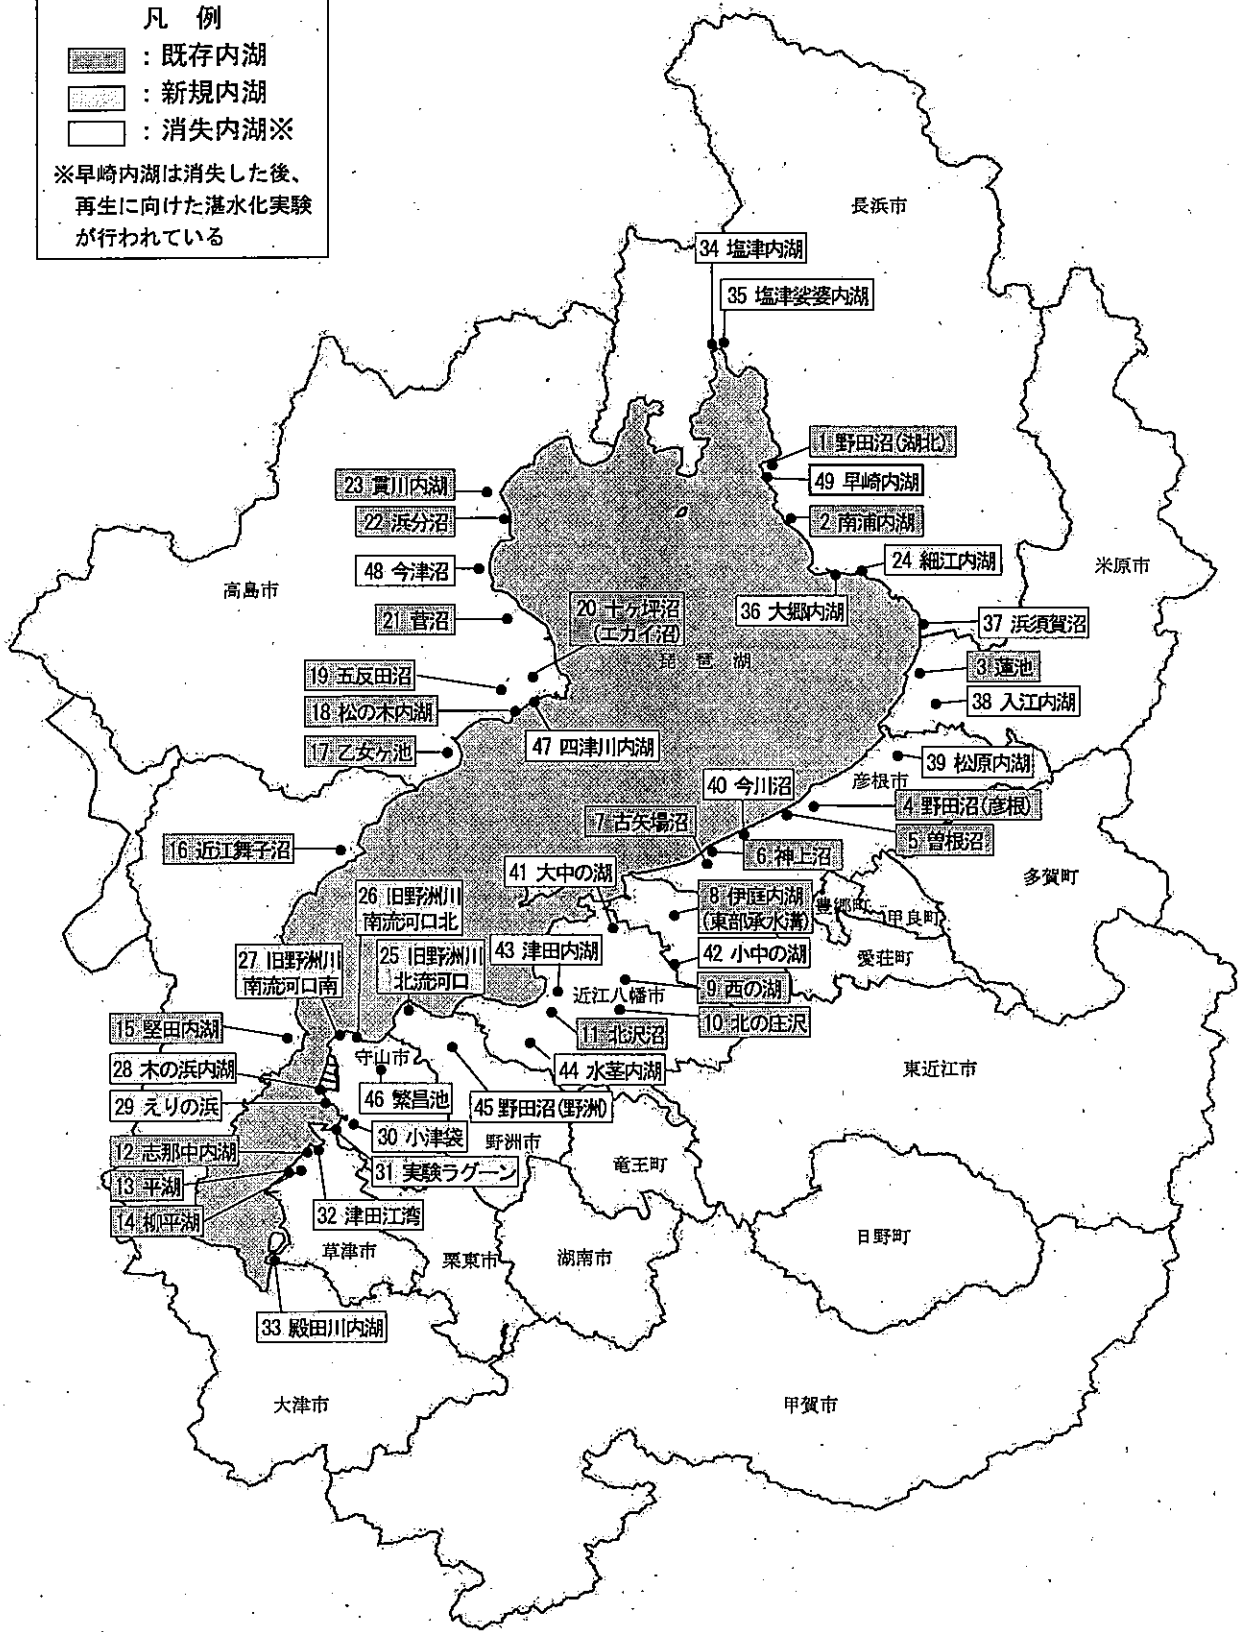 凡 例
：既存内湖
：新規内湖
：消失内湖※
※早崎内湖は消失した後、
再生に向けた湛水化実験
が行われている
長浜市
34 塩津内湖
35 塩津娑婆内湖
1 野田沼(湖北)
49 早崎内湖
23 貫川内湖
22 浜分沼
2 南浦内湖
48 今津沼
24 細江内湖
米原市
高島市
20 十ヶ坪沼
(エカイ沼)
36 大郷内湖
21 菅沼
37 浜須賀沼
琵琶湖
3 蓮池
19 五反田沼
38 入江内湖
18 松の木内湖
47 四津川内湖
17 乙女ヶ池
39 松原内湖
彦根市
40 今川沼
4 野田沼(彦根)
7 古矢場沼
5 曽根沼
16 近江舞子沼
6 神上沼
41 大中の湖
多賀町
26 旧野洲川
南流河口北
8 伊庭内湖
(東部承水溝)
豊郷町
甲良町
27 旧野洲川
南流河口南
25 旧野洲川
北流河口
43 津田内湖
42 小中の湖
愛荘町
近江八幡市
9 西の湖
15 堅田内湖
11 北沢沼
10 北の庄沢
守山市
28 木の浜内湖
44 水茎内湖
東近江市
29 えりの浜
46 繁昌池
45 野田沼(野洲)
30 小津袋
野洲市
12 志那中内湖
31 実験ラグーン
竜王町
13 平湖
14 柳平湖
32 津田江湾
草津市
栗東市
湖南市
日野町
33 殿田川内湖
大津市
甲賀市